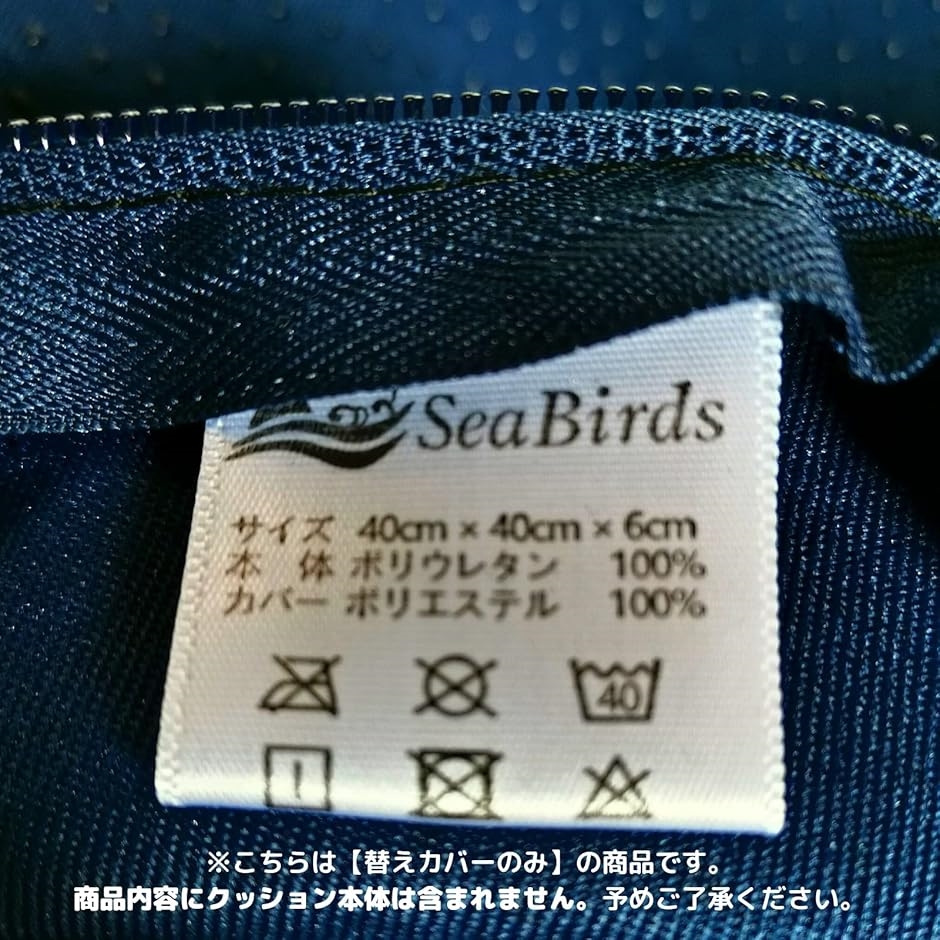 SeaBirds
サイズ 40cm × 40cm × 6cm
本 体 ポリウレタン 100%
カバー ポリエステル 100%
40
※こちらは【替えカバーのみ】の商品です。
商品内容にクッション本体は含まれません。予めご了承ください。